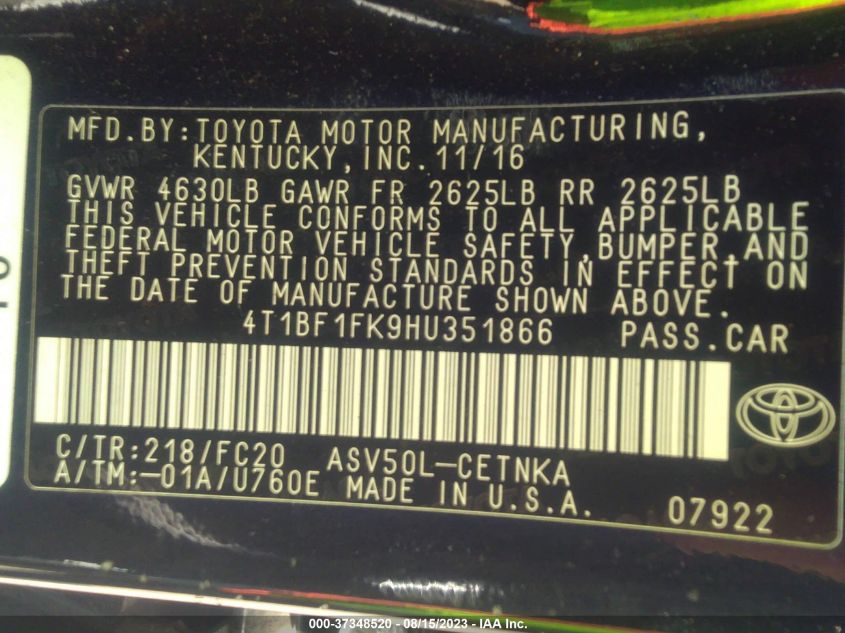 MFD.BY:TOYOTA MOTOR MANUFACTURING,
KENTUCKY,INC.11/16
GVWR 4630LB GAWR FR 2625LB RR 2625LB
THIS VEHICLE CONFORMS TO ALL APPLICABLE
FEDERAL MOTOR VEHICLE SAFETY,BUMPER,AND
THEFT PREVENTION STANDARDS IN EFFECT ON
THE DATE OF MANUFACTURE SHOWN ABOVE.
4T1BF1FK9HU351866 PASS.CAR
C/TR:218/FC20 ASV50L-CETNKA
A/TM:-01A/U760E MADE IN U.S.A.
07922
000-37348520 - 08/15/2023 - IAA Inc.